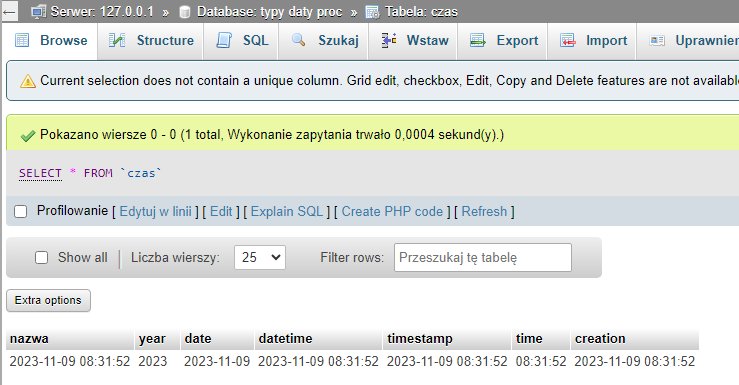 ← Serwer: 127.0.0.1 » Database: typy daty proc » Tabela: czas
Browse Structure SQL Szukaj Wstaw Export Import Uprawnien
Current selection does not contain a unique column. Grid edit, checkbox, Edit, Copy and Delete features are not available
Pokazano wiersze 0 - 0 (1 total, Wykonanie zapytania trwało 0,0004 sekund(y).)
SELECT * FROM `czas`
Profilowanie [ Edytuj w linii ] [ Edit ] [ Explain SQL ] [ Create PHP code ] [ Refresh ]
Show all Liczba wierszy: 25 Filter rows: Przeszukaj tę tabelę
Extra options
nazwa year date datetime timestamp time creation
2023-11-09 08:31:52 2023 2023-11-09 2023-11-09 08:31:52 2023-11-09 08:31:52 08:31:52 2023-11-09 08:31:52